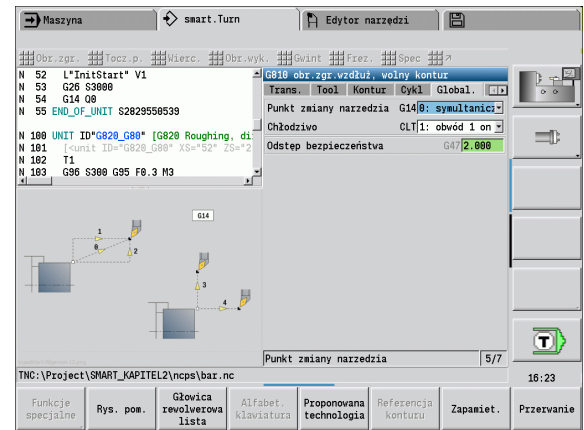 Maszyna
smart.Turn
Edytor narzędzi
Obr.zgr. Tocz.p. Wierc. Obr.wyk. Gwint Frez. Spec
N 52 L"InitStart" V1
N 53 G26 S3000
N 54 G14 Q0
N 55 END_OF_UNIT S2829550539
N 100 UNIT ID"G820_G80" [G820 Roughing, di
N 101 [<unit ID="G820_G80" XS="52" ZS="2
N 102 T1
N 103 G96 S300 G95 F0.3 M3
G810 obr.zgr.wzdłuż, wolny kontur
Trans. Tool Kontur Cykl Global.
Punkt zmiany narzędzia G14 0: symultanicz
Chłodziwo CLT 1: obwód 1 on
Odstęp bezpieczeństwa G47 2.000
G14
1
0
2
3
4
Punkt zmiany narzędzia 5/7
TNC:\Project\SMART_KAPITEL2\ncps\bar.nc
T
16:23
Funkcje specjalne
Rys. pom.
Głowica rewolwerowa lista
Alfabet. klawiatura
Proponowana technologia
Referencja konturu
Zapamiet.
Przerwanie